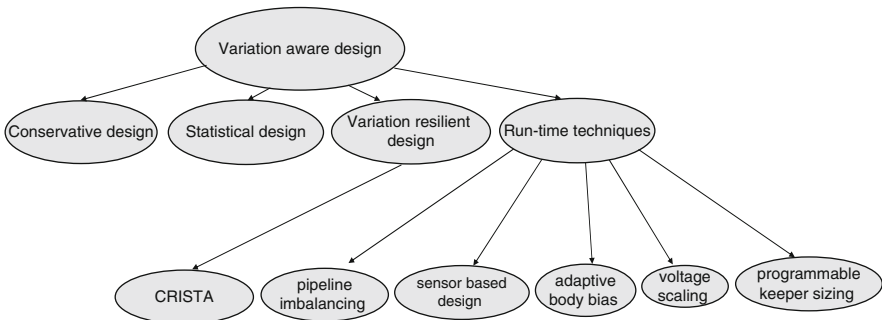 Variation aware design
Conservative design
Statistical design
Variation resilient
design
Run-time techniques
CRISTA
pipeline
imbalancing
sensor based
design
adaptive
body bias
voltage
scaling
programmable
keeper sizing